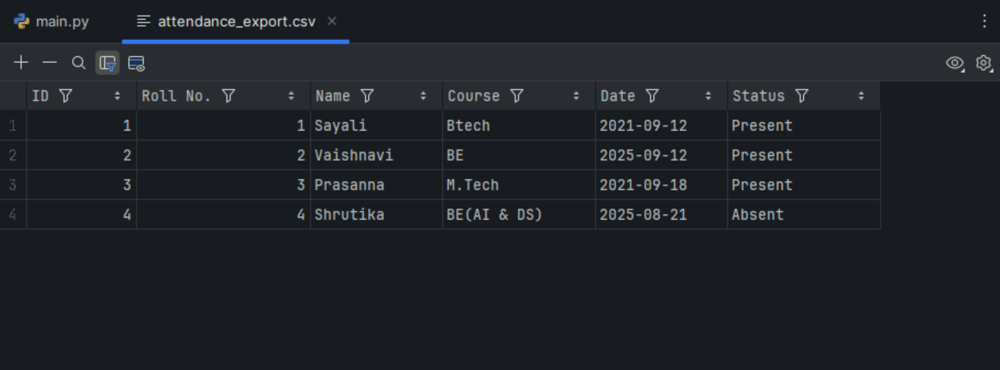 main.py attendance_export.csv
ID Roll No. Name Course Date Status
1 1 1 Sayali Btech 2021-09-12 Present
2 2 2 Vaishnavi BE 2025-09-12 Present
3 3 3 Prasanna M.Tech 2021-09-18 Present
4 4 4 Shrutika BE(AI & DS) 2025-08-21 Absent